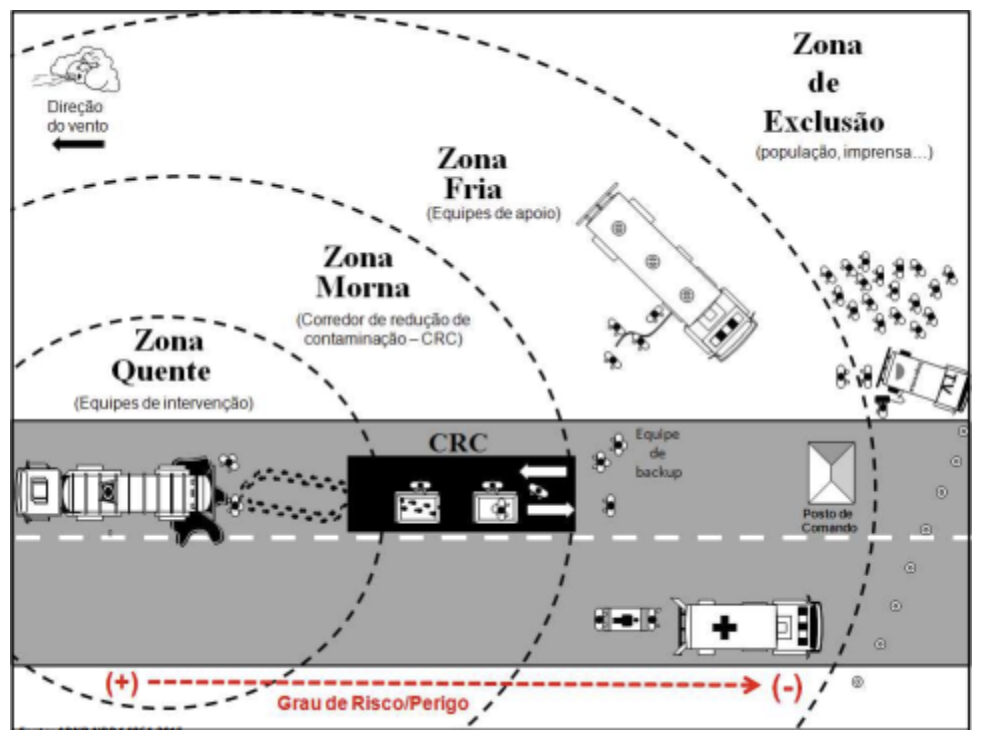 Zona
de
Exclusão
(população, imprensa...)
Direção
do vento
Zona
Fria
(Equipes de apoio)
Zona
Morna
(Corredor de redução de
contaminação – CRC)
Zona
Quente
(Equipes de intervenção)
TV
CRC
Equipe
de
backup
Posto de
Comando
(+)
(-)
Grau de Risco/Perigo